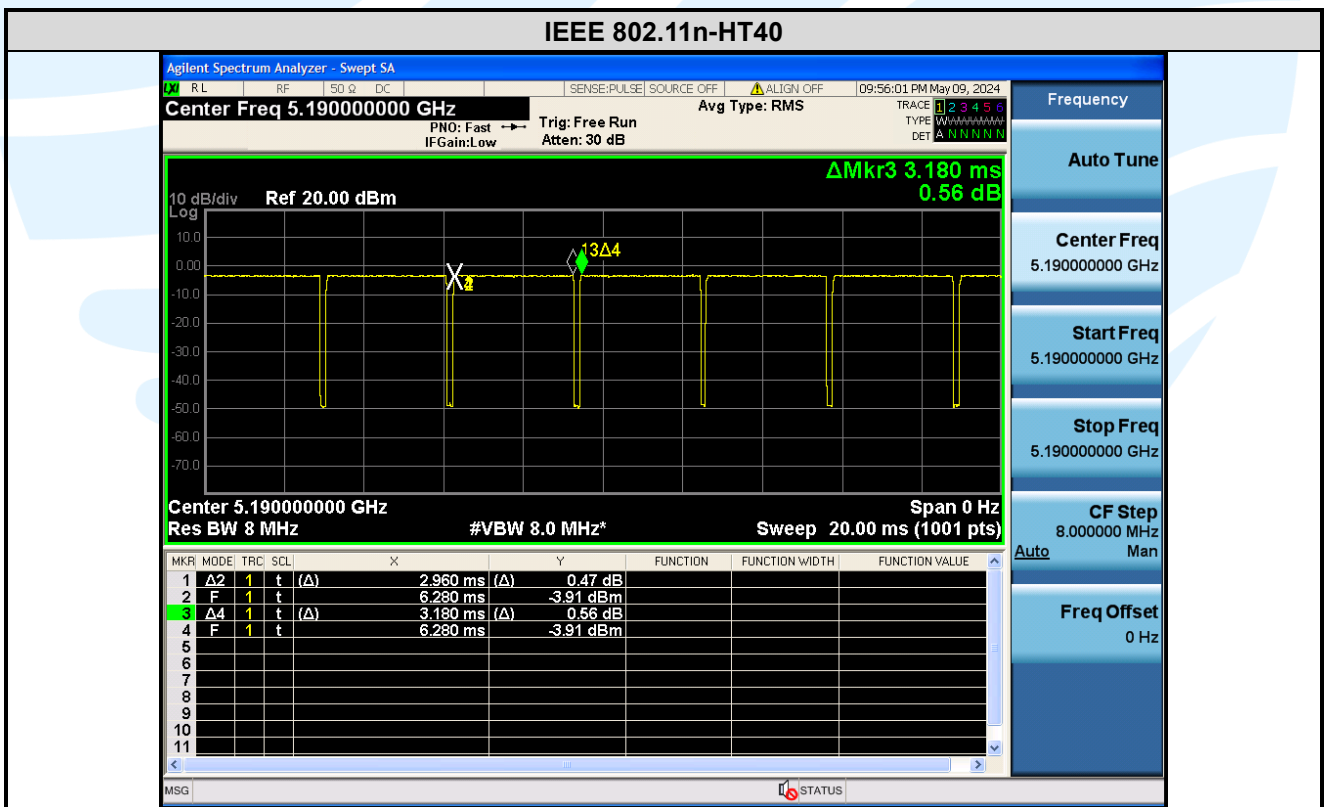 IEEE 802.11n-HT40
Agilent Spectrum Analyzer - Swept SA
LXI RL RF 50 Ω DC SENSE:PULSE SOURCE OFF ALIGN OFF 09:56:01 PM May 09, 2024
Center Freq 5.190000000 GHz
PNO: Fast
IFGain:Low
Trig: Free Run
Atten: 30 dB
Avg Type: RMS
TRACE 1 2 3 4 5 6
TYPE WWWWWWW
DET A N N N N N
ΔMkr3 3.180 ms
0.56 dB
10 dB/div Ref 20.00 dBm
Log
10.0
0.00
-10.0
-20.0
-30.0
-40.0
-50.0
-60.0
-70.0
13Δ4
Center 5.190000000 GHz Span 0 Hz
Res BW 8 MHz #VBW 8.0 MHz* Sweep 20.00 ms (1001 pts)
MKR MODE TRC SCL X Y FUNCTION FUNCTION WIDTH FUNCTION VALUE
1 Δ2 1 t (Δ) 2.960 ms (Δ) 0.47 dB
2 F 1 t 6.280 ms -3.91 dBm
3 Δ4 1 t (Δ) 3.180 ms (Δ) 0.56 dB
4 F 1 t 6.280 ms -3.91 dBm
5
6
7
8
9
10
11
MSG STATUS
Frequency
Auto Tune
Center Freq
5.190000000 GHz
Start Freq
5.190000000 GHz
Stop Freq
5.190000000 GHz
CF Step
8.000000 MHz
Auto Man
Freq Offset
0 Hz